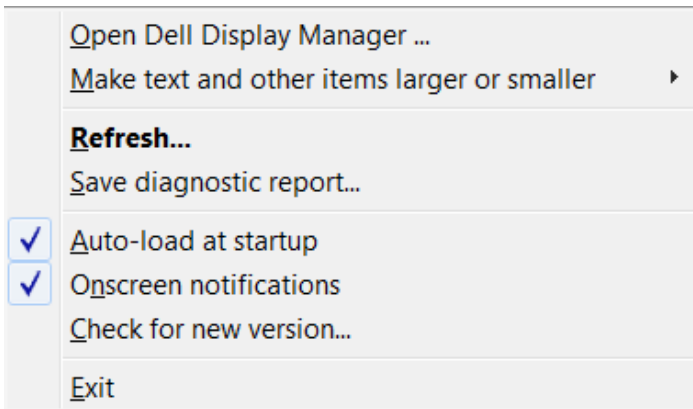 Open Dell Display Manager ...
Make text and other items larger or smaller
Refresh...
Save diagnostic report...
Auto-load at startup
Onscreen notifications
Check for new version...
Exit